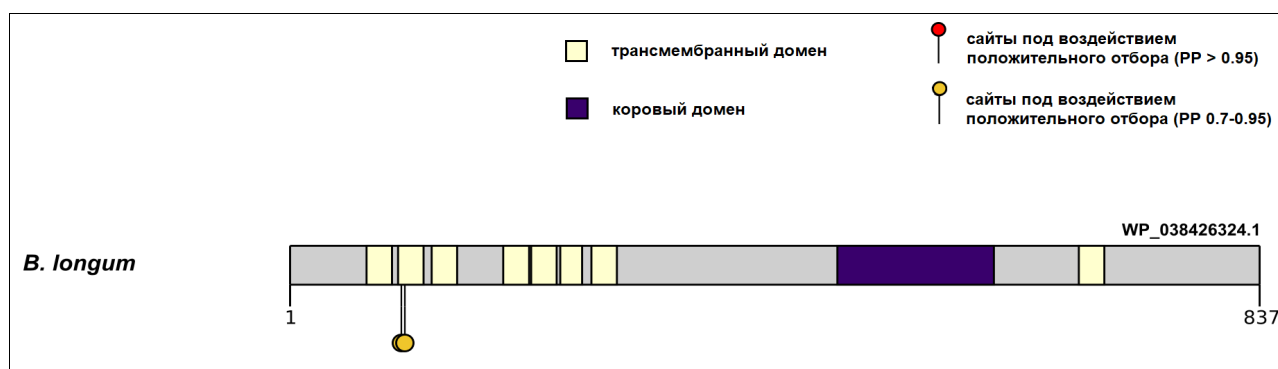 трансмембранный домен
коровый домен
сайты под воздействием
положительного отбора (PP > 0.95)
сайты под воздействием
положительного отбора (PP 0.7-0.95)
WP_038426324.1
B. longum
1
837